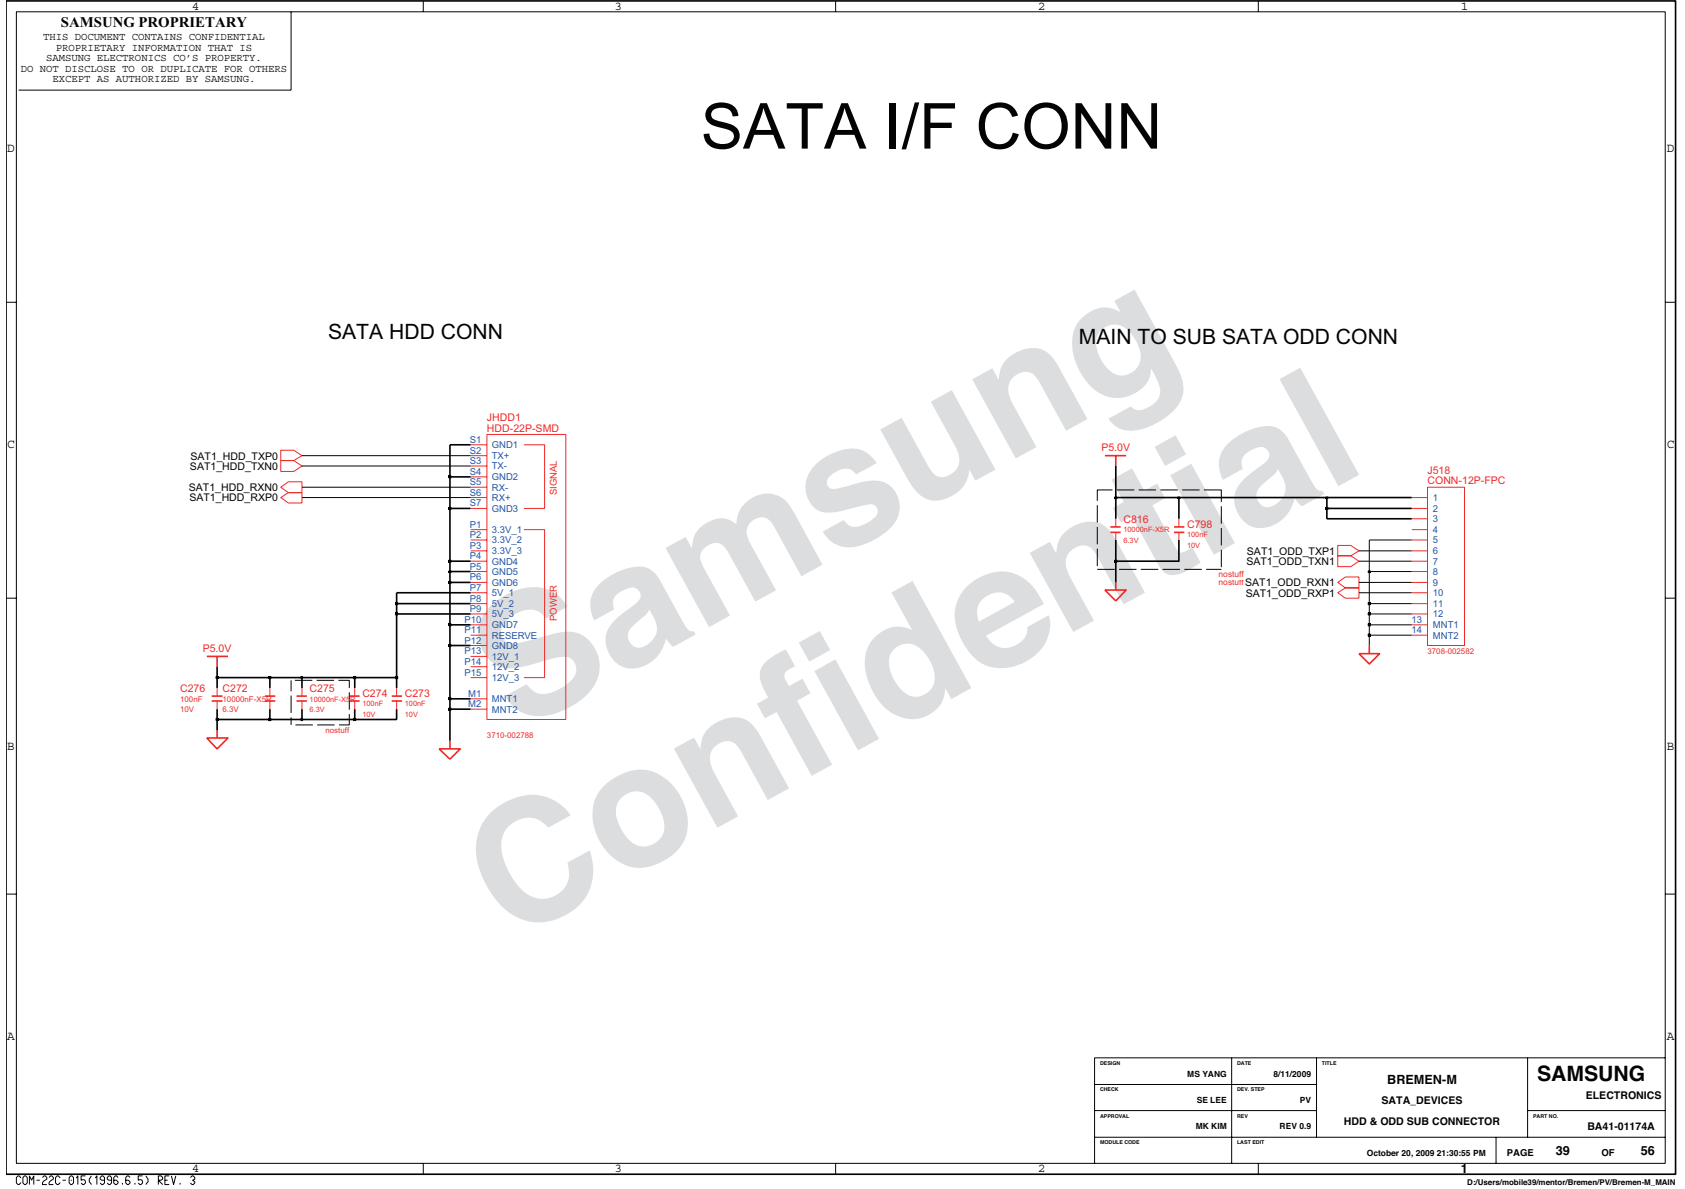 4 3 2 1
SAMSUNG PROPRIETARY
THIS DOCUMENT CONTAINS CONFIDENTIAL
PROPRIETARY INFORMATION THAT IS
SAMSUNG ELECTRONICS CO'S PROPERTY.
DO NOT DISCLOSE TO OR DUPLICATE FOR OTHERS
EXCEPT AS AUTHORIZED BY SAMSUNG.
SATA I/F CONN
D D
SATA HDD CONN
MAIN TO SUB SATA ODD CONN
Samsung
Confidential
C C
JHDD1
HDD-22P-SMD
SAT1_HDD_TXP0
SAT1_HDD_TXN0
SAT1_HDD_RXN0
SAT1_HDD_RXP0
S1 GND1
S2 TX+
S3 TX-
S4 GND2
S5 RX-
S6 RX+
S7 GND3
SIGNAL
P1 3.3V_1
P2 3.3V_2
P3 3.3V_3
P4 GND4
P5 GND5
P6 GND6
P7 5V_1
P8 5V_2
P9 5V_3
P10 GND7
P11 RESERVE
P12 GND8
P13 12V_1
P14 12V_2
P15 12V_3
POWER
M1 MNT1
M2 MNT2
3710-002788
P5.0V
C276
100nF
10V
C272
10000nF-X5R
6.3V
C275
10000nF-X5R
6.3V
nostuff
C274
100nF
10V
C273
100nF
10V
P5.0V
C816
10000nF-X5R
6.3V
C798
100nF
10V
nostuff
nostuff
J518
CONN-12P-FPC
SAT1_ODD_TXP1
SAT1_ODD_TXN1
SAT1_ODD_RXN1
SAT1_ODD_RXP1
1
2
3
4
5
6
7
8
9
10
11
12
13 MNT1
14 MNT2
3708-002582
B B
A A
DESIGN MS YANG
DATE 8/11/2009
TITLE
BREMEN-M
SATA_DEVICES
HDD & ODD SUB CONNECTOR
SAMSUNG
ELECTRONICS
CHECK SE LEE
DEV. STEP PV
APPROVAL MK KIM
REV REV 0.9
PART NO. BA41-01174A
MODULE CODE
LAST EDIT October 20, 2009 21:30:55 PM
PAGE 39 OF 56
4 3 2 1
COM-22C-015(1996.6.5) REV. 3
D:/Users/mobile39/mentor/Bremen/PV/Bremen-M_MAIN